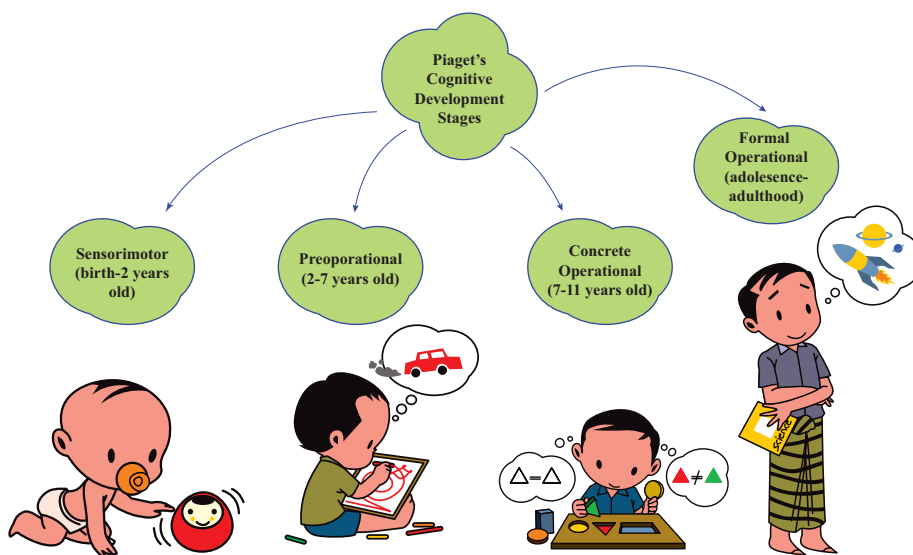 Piaget's
Cognitive
Development
Stages
Formal
Operational
(adolesence-
adulthood)
Sensorimotor
(birth-2 years
old)
Preoporational
(2-7 years old)
Concrete
Operational
(7-11 years old)
△=△
▲≠▲
science